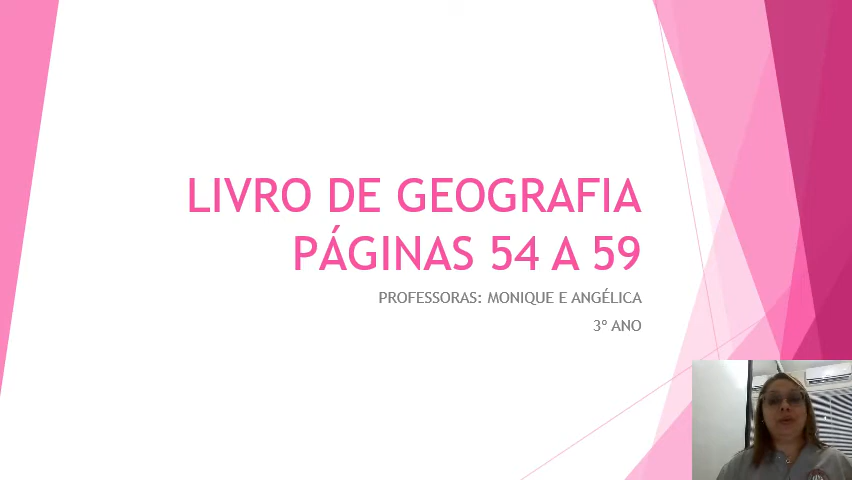 LIVRO DE GEOGRAFIA
PÁGINAS 54 A 59
PROFESSORAS: MONIQUE E ANGÉLICA
3º ANO